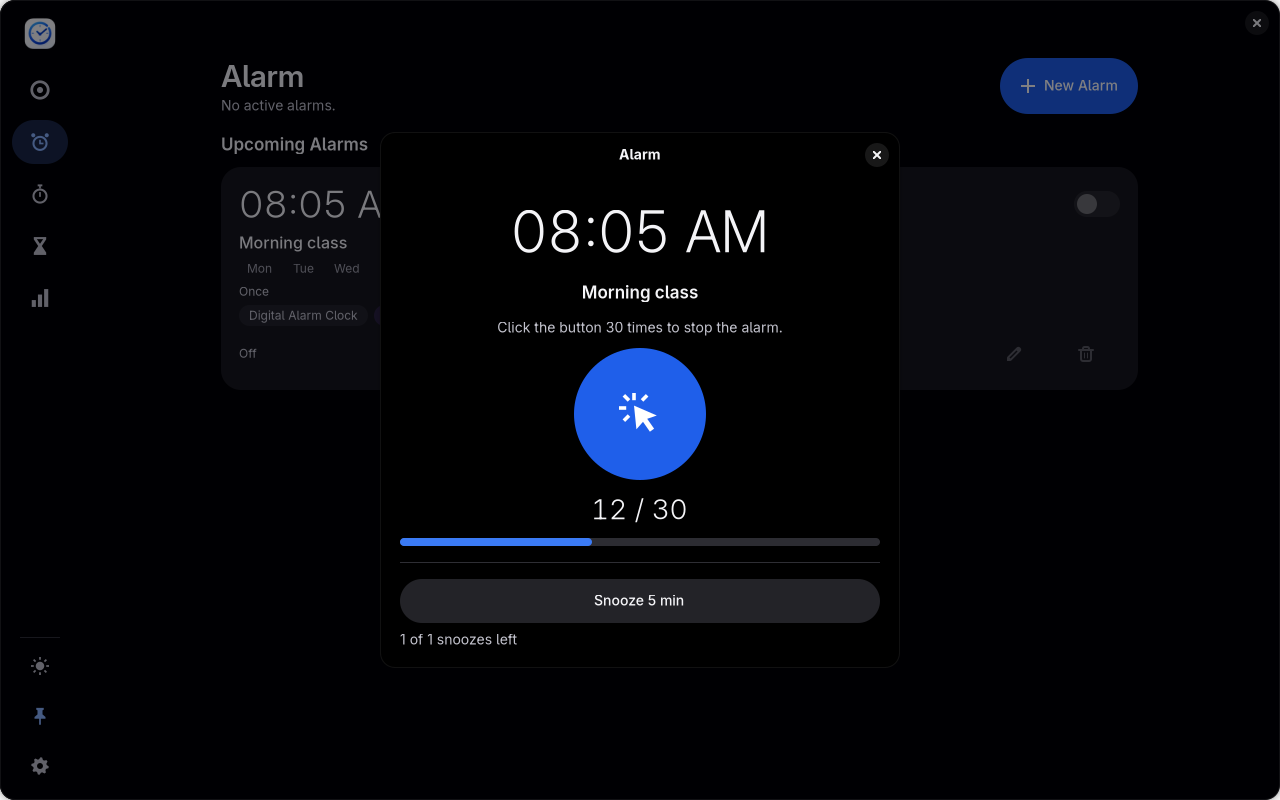 Alarm
No active alarms.
New Alarm
Upcoming Alarms
08:05 A
Morning class
Mon Tue Wed
Once
Digital Alarm Clock
Off
Alarm
08:05 AM
Morning class
Click the button 30 times to stop the alarm.
12 / 30
Snooze 5 min
1 of 1 snoozes left